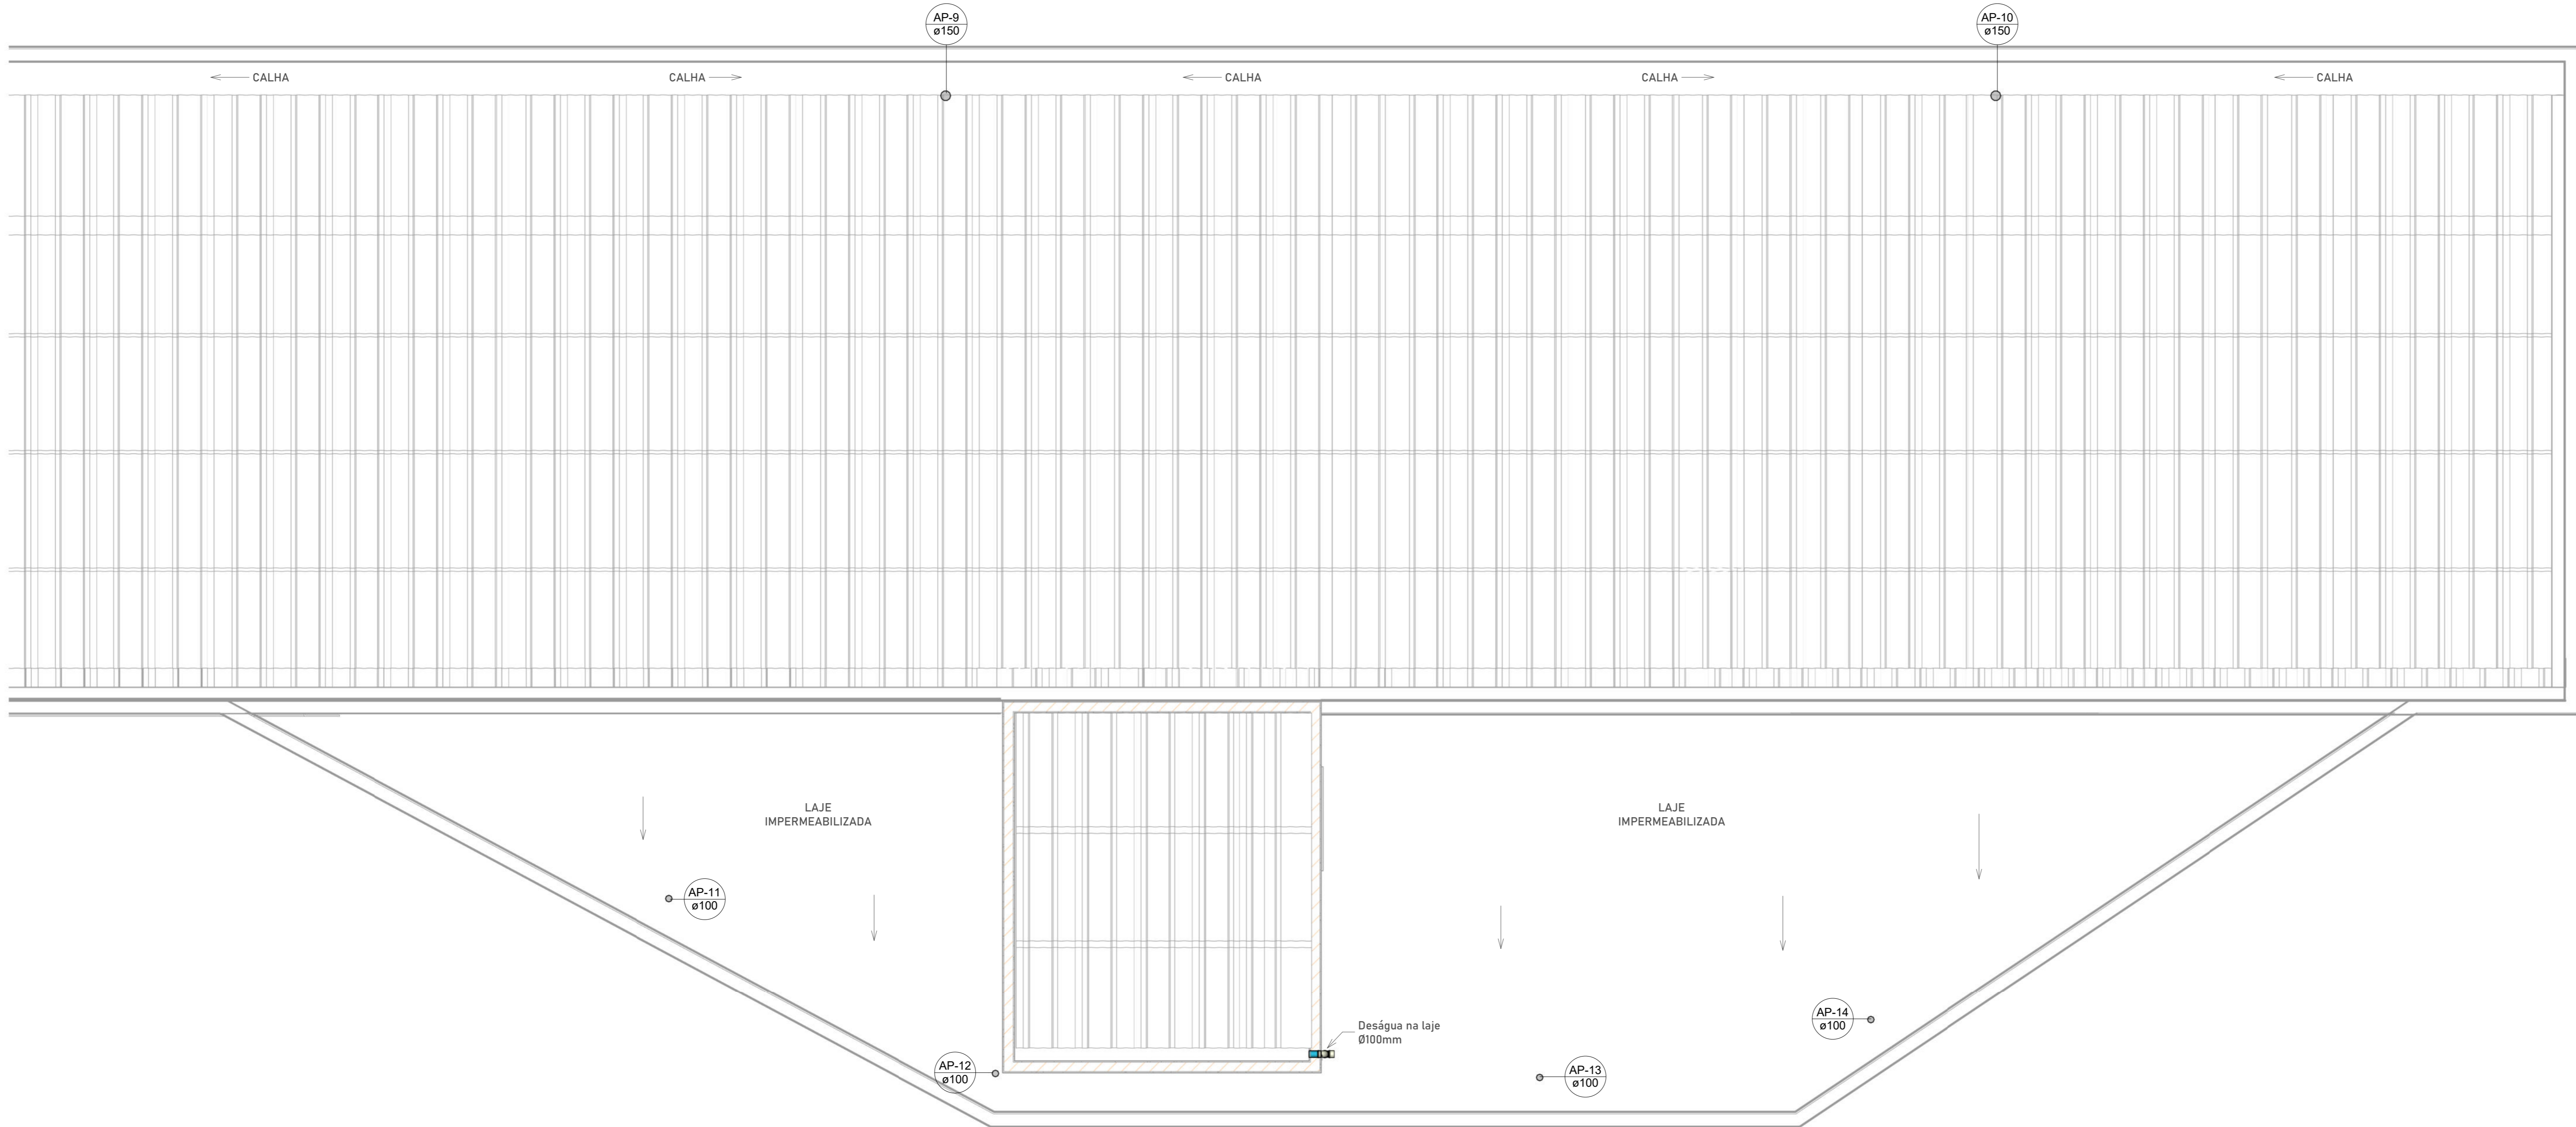 AP-9
ø150
AP-10
ø150
CALHA
CALHA
CALHA
CALHA
CALHA
LAJE
IMPERMEABILIZADA
LAJE
IMPERMEABILIZADA
AP-11
ø100
AP-14
ø100
Deságua na laje
Ø100mm
AP-12
ø100
AP-13
ø100